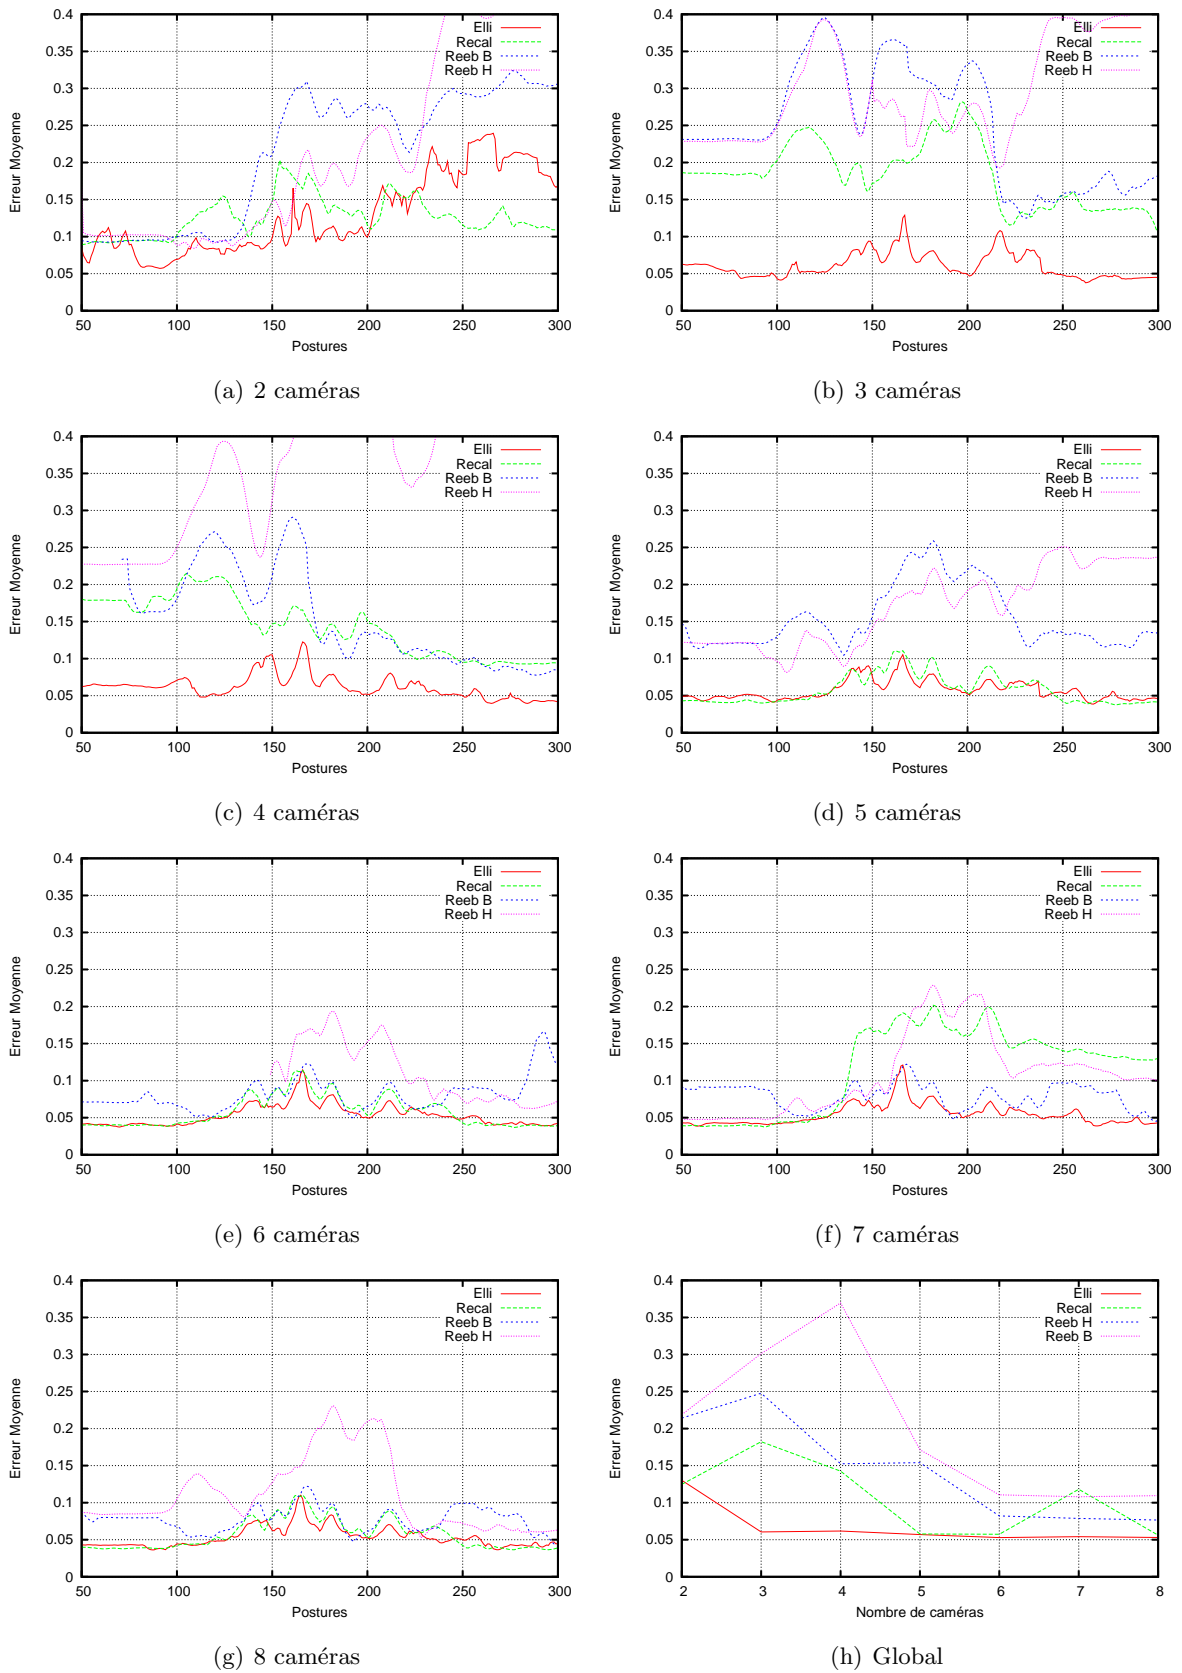 0.4
0.35
0.3
0.25
0.2
0.15
0.1
0.05
0
50 100 150 200 250 300
Erreur Moyenne
Postures
Elli
Recal
Reeb B
Reeb H
(a) 2 caméras
0.4
0.35
0.3
0.25
0.2
0.15
0.1
0.05
0
50 100 150 200 250 300
Erreur Moyenne
Postures
Elli
Recal
Reeb B
Reeb H
(b) 3 caméras
0.4
0.35
0.3
0.25
0.2
0.15
0.1
0.05
0
50 100 150 200 250 300
Erreur Moyenne
Postures
Elli
Recal
Reeb B
Reeb H
(c) 4 caméras
0.4
0.35
0.3
0.25
0.2
0.15
0.1
0.05
0
50 100 150 200 250 300
Erreur Moyenne
Postures
Elli
Recal
Reeb B
Reeb H
(d) 5 caméras
0.4
0.35
0.3
0.25
0.2
0.15
0.1
0.05
0
50 100 150 200 250 300
Erreur Moyenne
Postures
Elli
Recal
Reeb B
Reeb H
(e) 6 caméras
0.4
0.35
0.3
0.25
0.2
0.15
0.1
0.05
0
50 100 150 200 250 300
Erreur Moyenne
Postures
Elli
Recal
Reeb B
Reeb H
(f) 7 caméras
0.4
0.35
0.3
0.25
0.2
0.15
0.1
0.05
0
50 100 150 200 250 300
Erreur Moyenne
Postures
Elli
Recal
Reeb B
Reeb H
(g) 8 caméras
0.4
0.35
0.3
0.25
0.2
0.15
0.1
0.05
0
2 3 4 5 6 7 8
Erreur Moyenne
Nombre de caméras
Elli
Recal
Reeb H
Reeb B
(h) Global